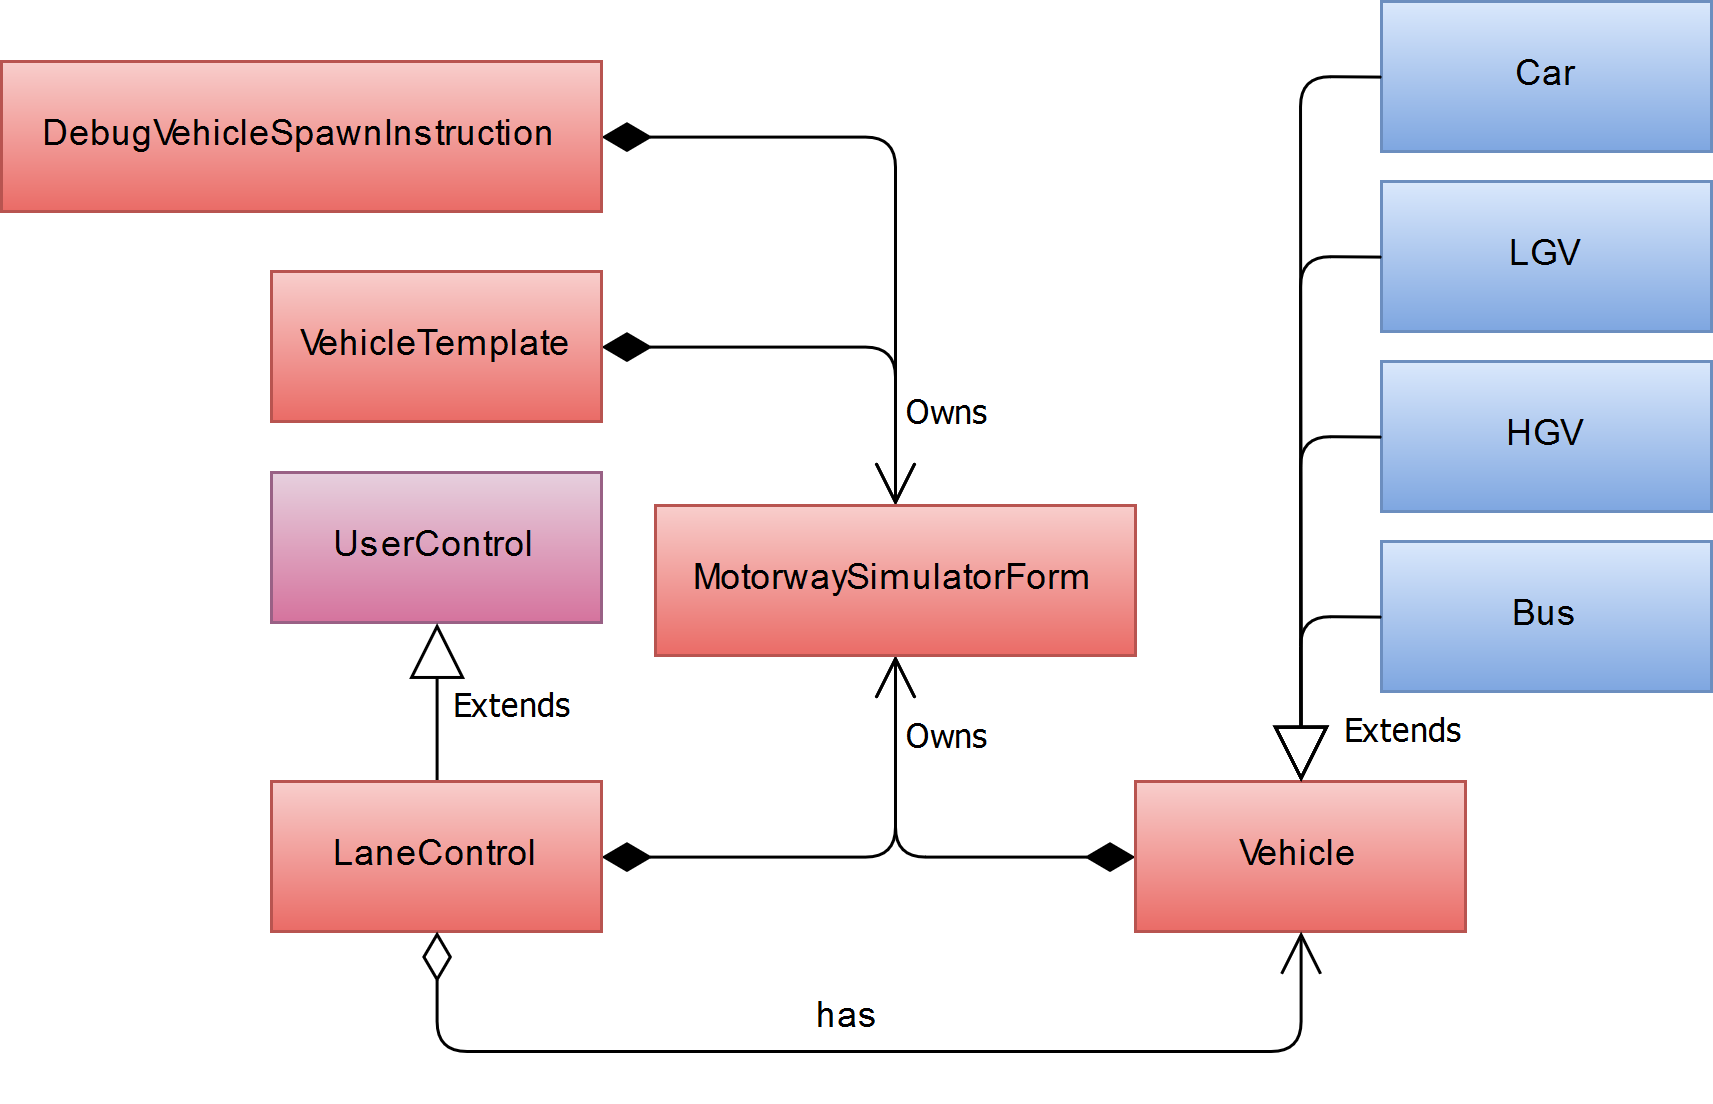 Car
DebugVehicleSpawnInstruction
LGV
VehicleTemplate
Owns
HGV
UserControl
MotorwaySimulatorForm
Bus
Extends
Owns
Extends
LaneControl
Vehicle
has